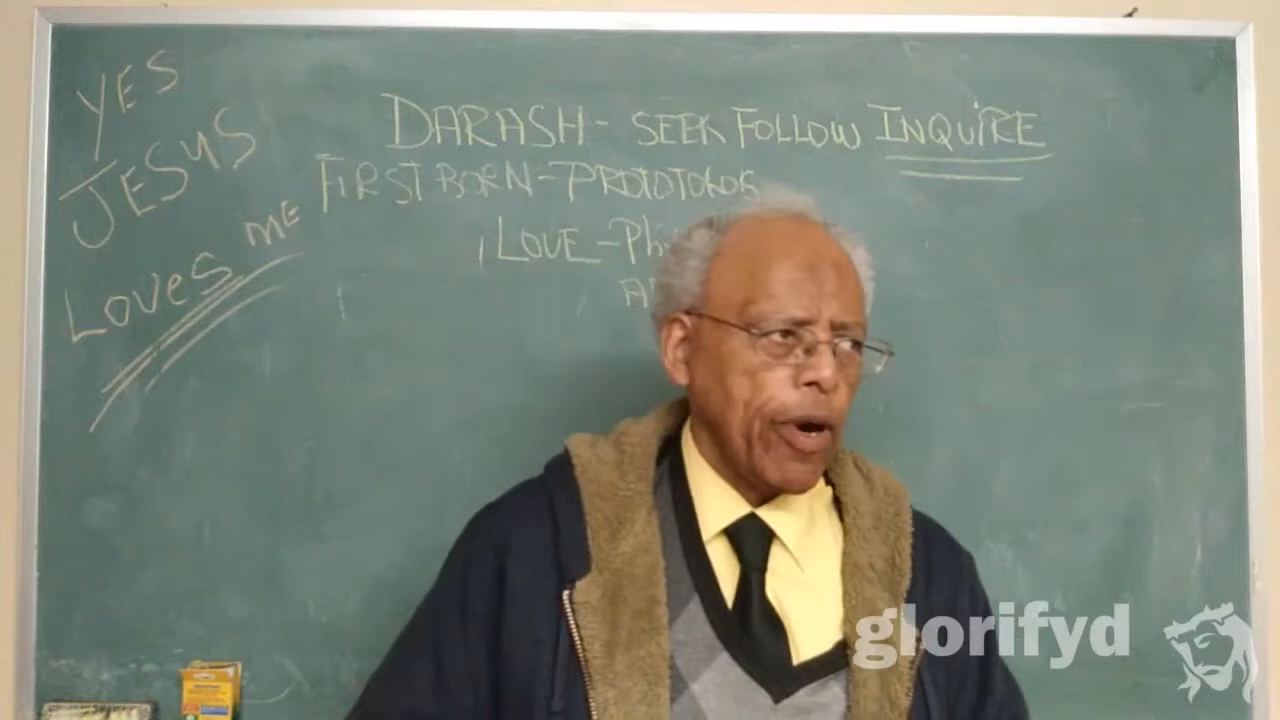 YES
JESUS
LOVES ME
DARASH - SEEK FOLLOW INQUIRE
FIRST BORN - PROTOTOKOS
LOVE -
glorifyd